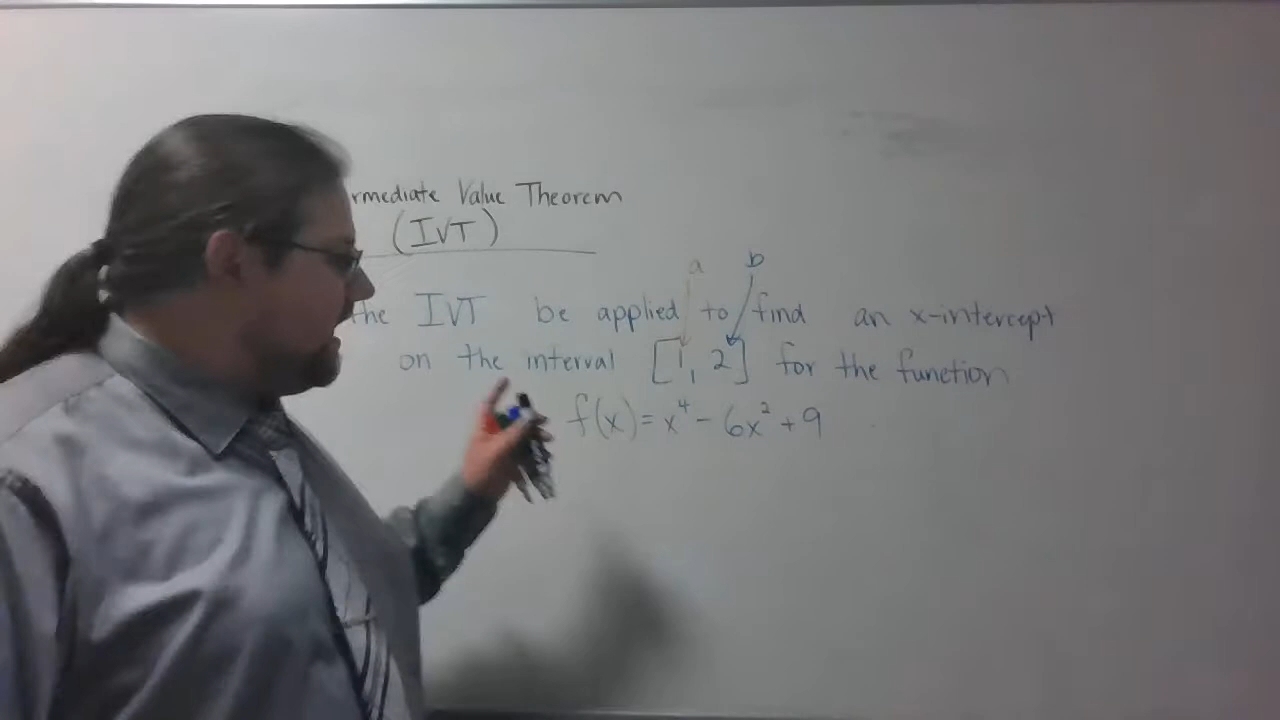 rmediate Value Theorem
(IVT)
a b
the IVT be applied to find an x-intercept
on the interval [1, 2] for the function
f(x) = x⁴ - 6x² + 9